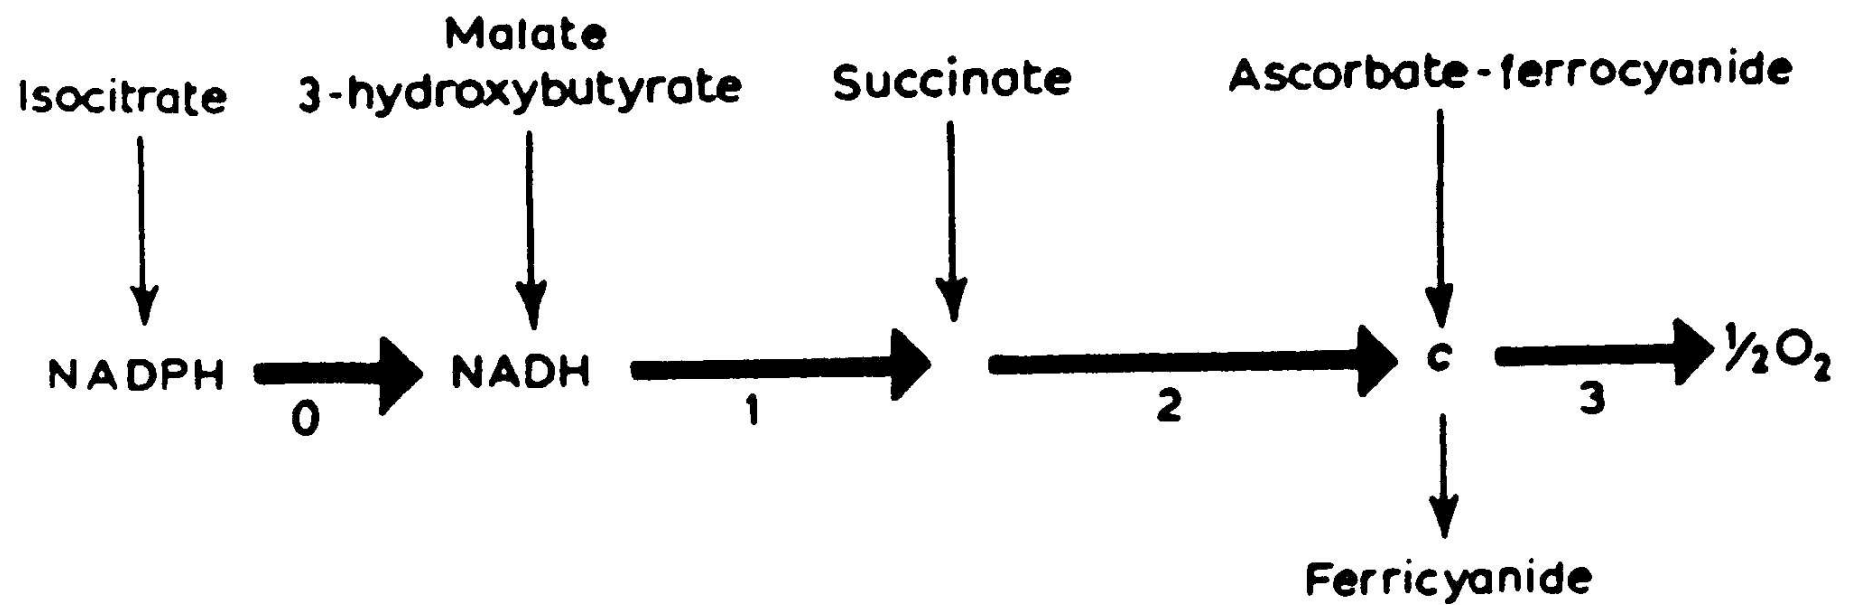 Malate
Isocitrate 3-hydroxybutyrate Succinate Ascorbate-ferrocyanide
NADPH NADH c ½O₂
0 1 2 3
Ferricyanide